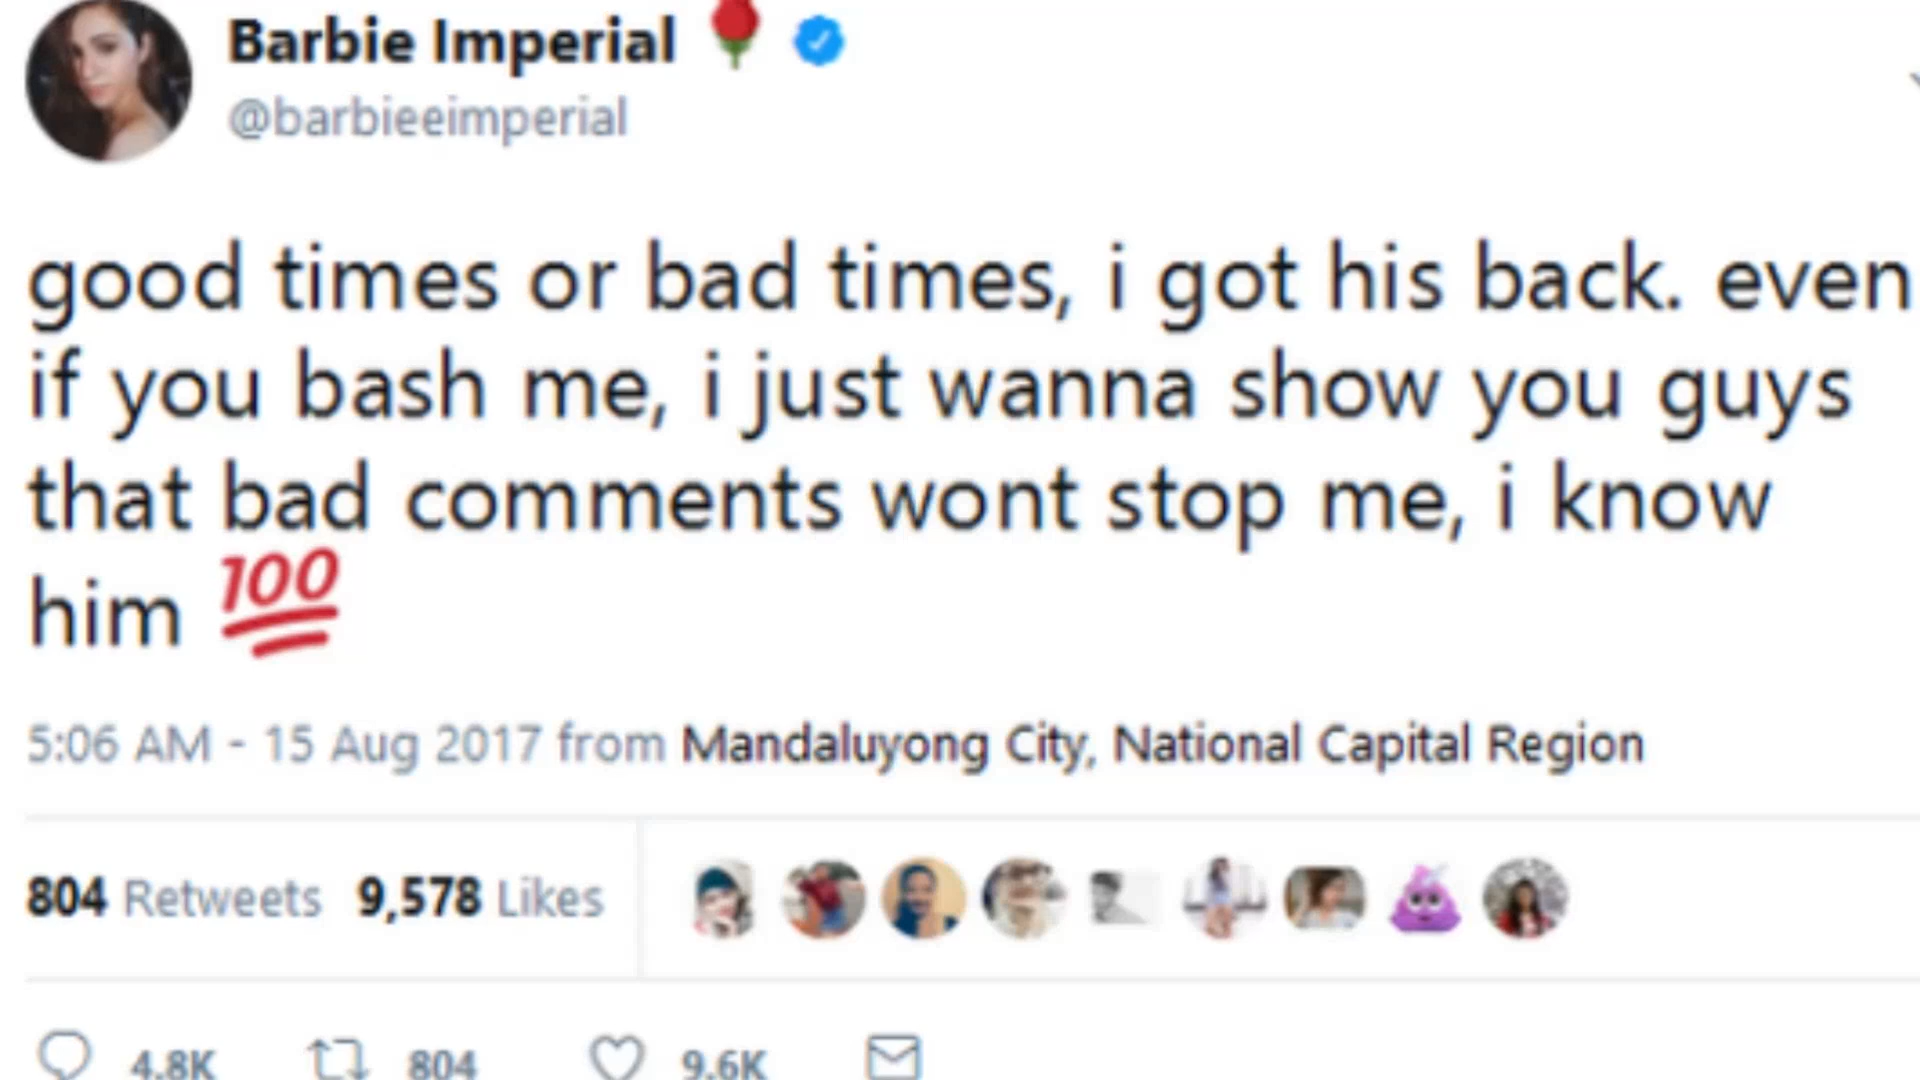 Barbie Imperial 🌹
@barbieeimperial
good times or bad times, i got his back. even
if you bash me, i just wanna show you guys
that bad comments wont stop me, i know
him 💯
5:06 AM - 15 Aug 2017 from Mandaluyong City, National Capital Region
804 Retweets 9,578 Likes
4.8K 804 9.6K